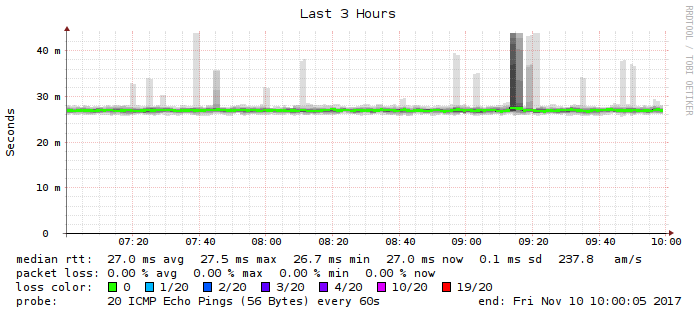 Last 3 Hours
RRDTOOL / TOBI OETIKER
Seconds
40 m
30 m
20 m
10 m
0
07:20 07:40 08:00 08:20 08:40 09:00 09:20 09:40 10:00
median rtt: 27.0 ms avg 27.5 ms max 26.7 ms min 27.0 ms now 0.1 ms sd 237.8 am/s
packet loss: 0.00 % avg 0.00 % max 0.00 % min 0.00 % now
loss color: 0 1/20 2/20 3/20 4/20 10/20 19/20
probe: 20 ICMP Echo Pings (56 Bytes) every 60s end: Fri Nov 10 10:00:05 2017